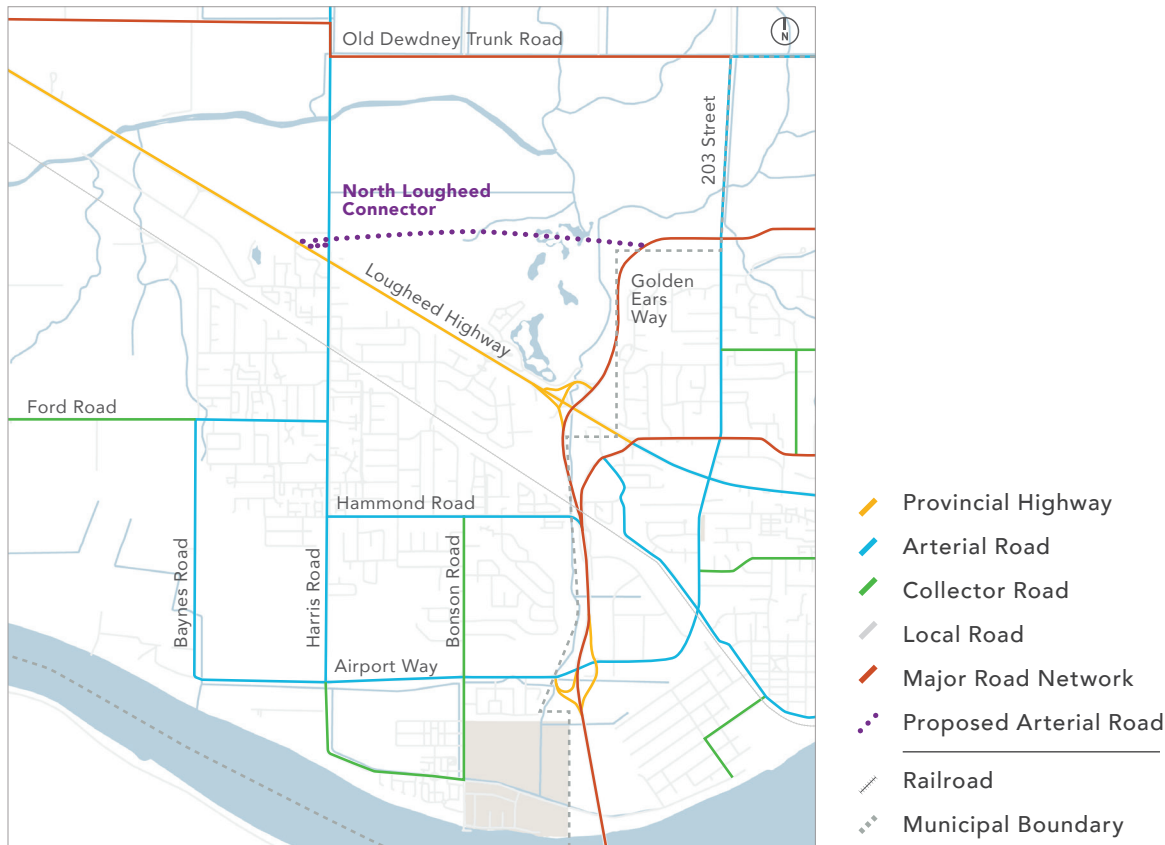 Old Dewdney Trunk Road
N
203 Street
North Lougheed
Connector
Lougheed Highway
Golden
Ears
Way
Ford Road
Hammond Road
Baynes Road
Harris Road
Bonson Road
Airport Way
Provincial Highway
Arterial Road
Collector Road
Local Road
Major Road Network
Proposed Arterial Road
Railroad
Municipal Boundary